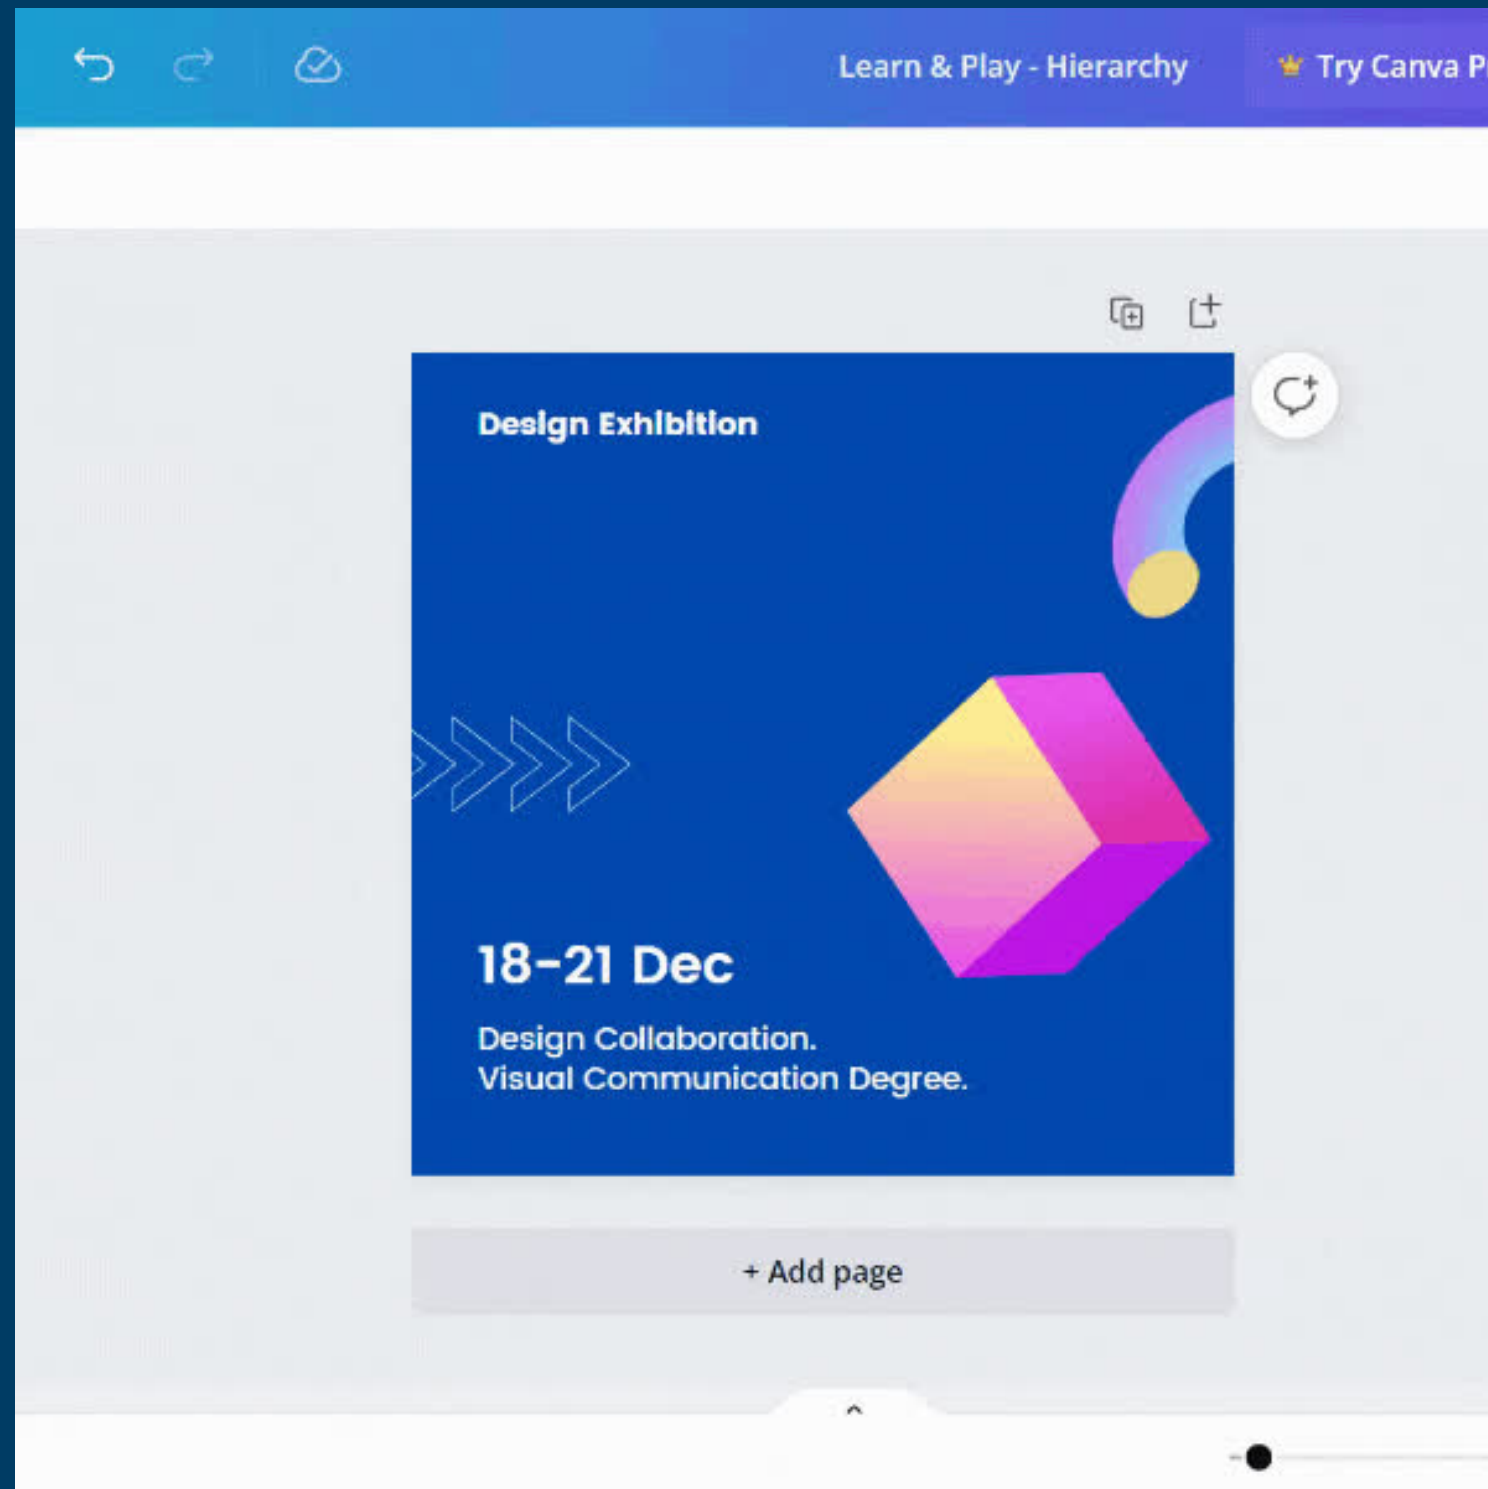 Learn & Play - Hierarchy
Try Canva
Design Exhibition
18-21 Dec
Design Collaboration.
Visual Communication Degree.
+ Add page